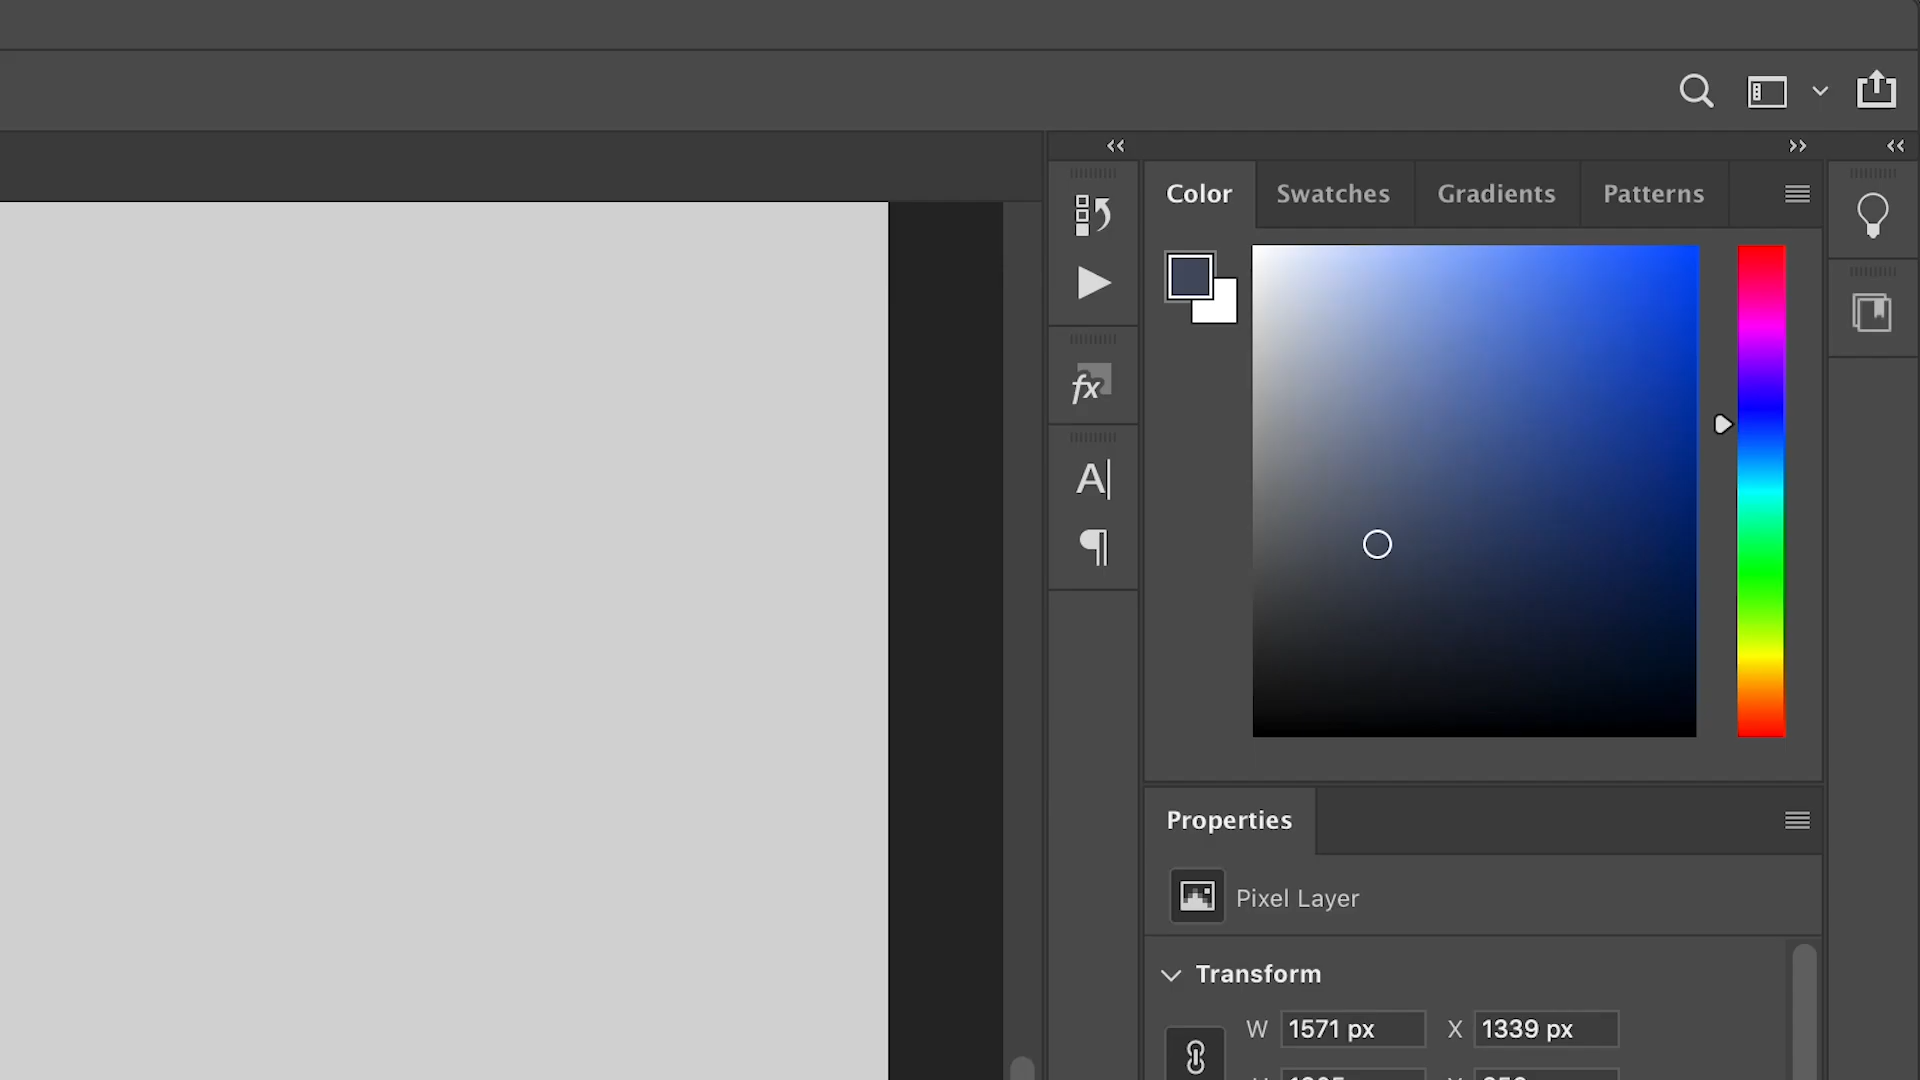 Color Swatches Gradients Patterns
fx
A
¶
Properties
Pixel Layer
Transform
W 1571 px X 1339 px